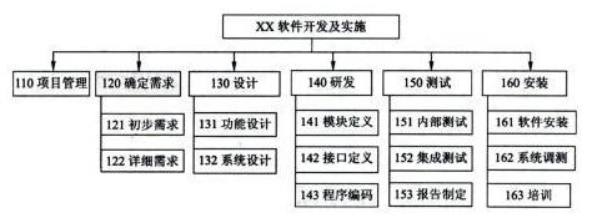 XX 软件开发及实施
110 项目管理 120 确定需求 130 设计 140 研发 150 测试 160 安装
121 初步需求 131 功能设计 141 模块定义 151 内部测试 161 软件安装
122 详细需求 132 系统设计 142 接口定义 152 集成测试 162 系统调测
143 程序编码 153 报告制定 163 培训